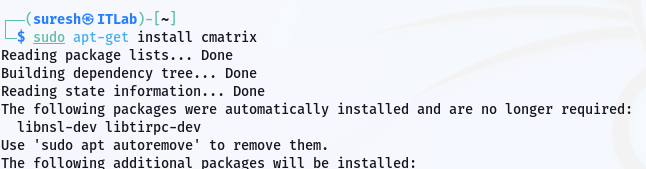 ┌──(suresh㉿ITLab)-[~]
└─$ sudo apt-get install cmatrix
Reading package lists... Done
Building dependency tree... Done
Reading state information... Done
The following packages were automatically installed and are no longer required:
  libnsl-dev libtirpc-dev
Use 'sudo apt autoremove' to remove them.
The following additional packages will be installed: